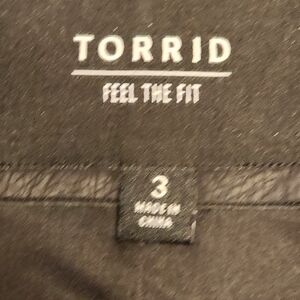 TORRID
FEEL THE FIT
3
MADE IN
CHINA